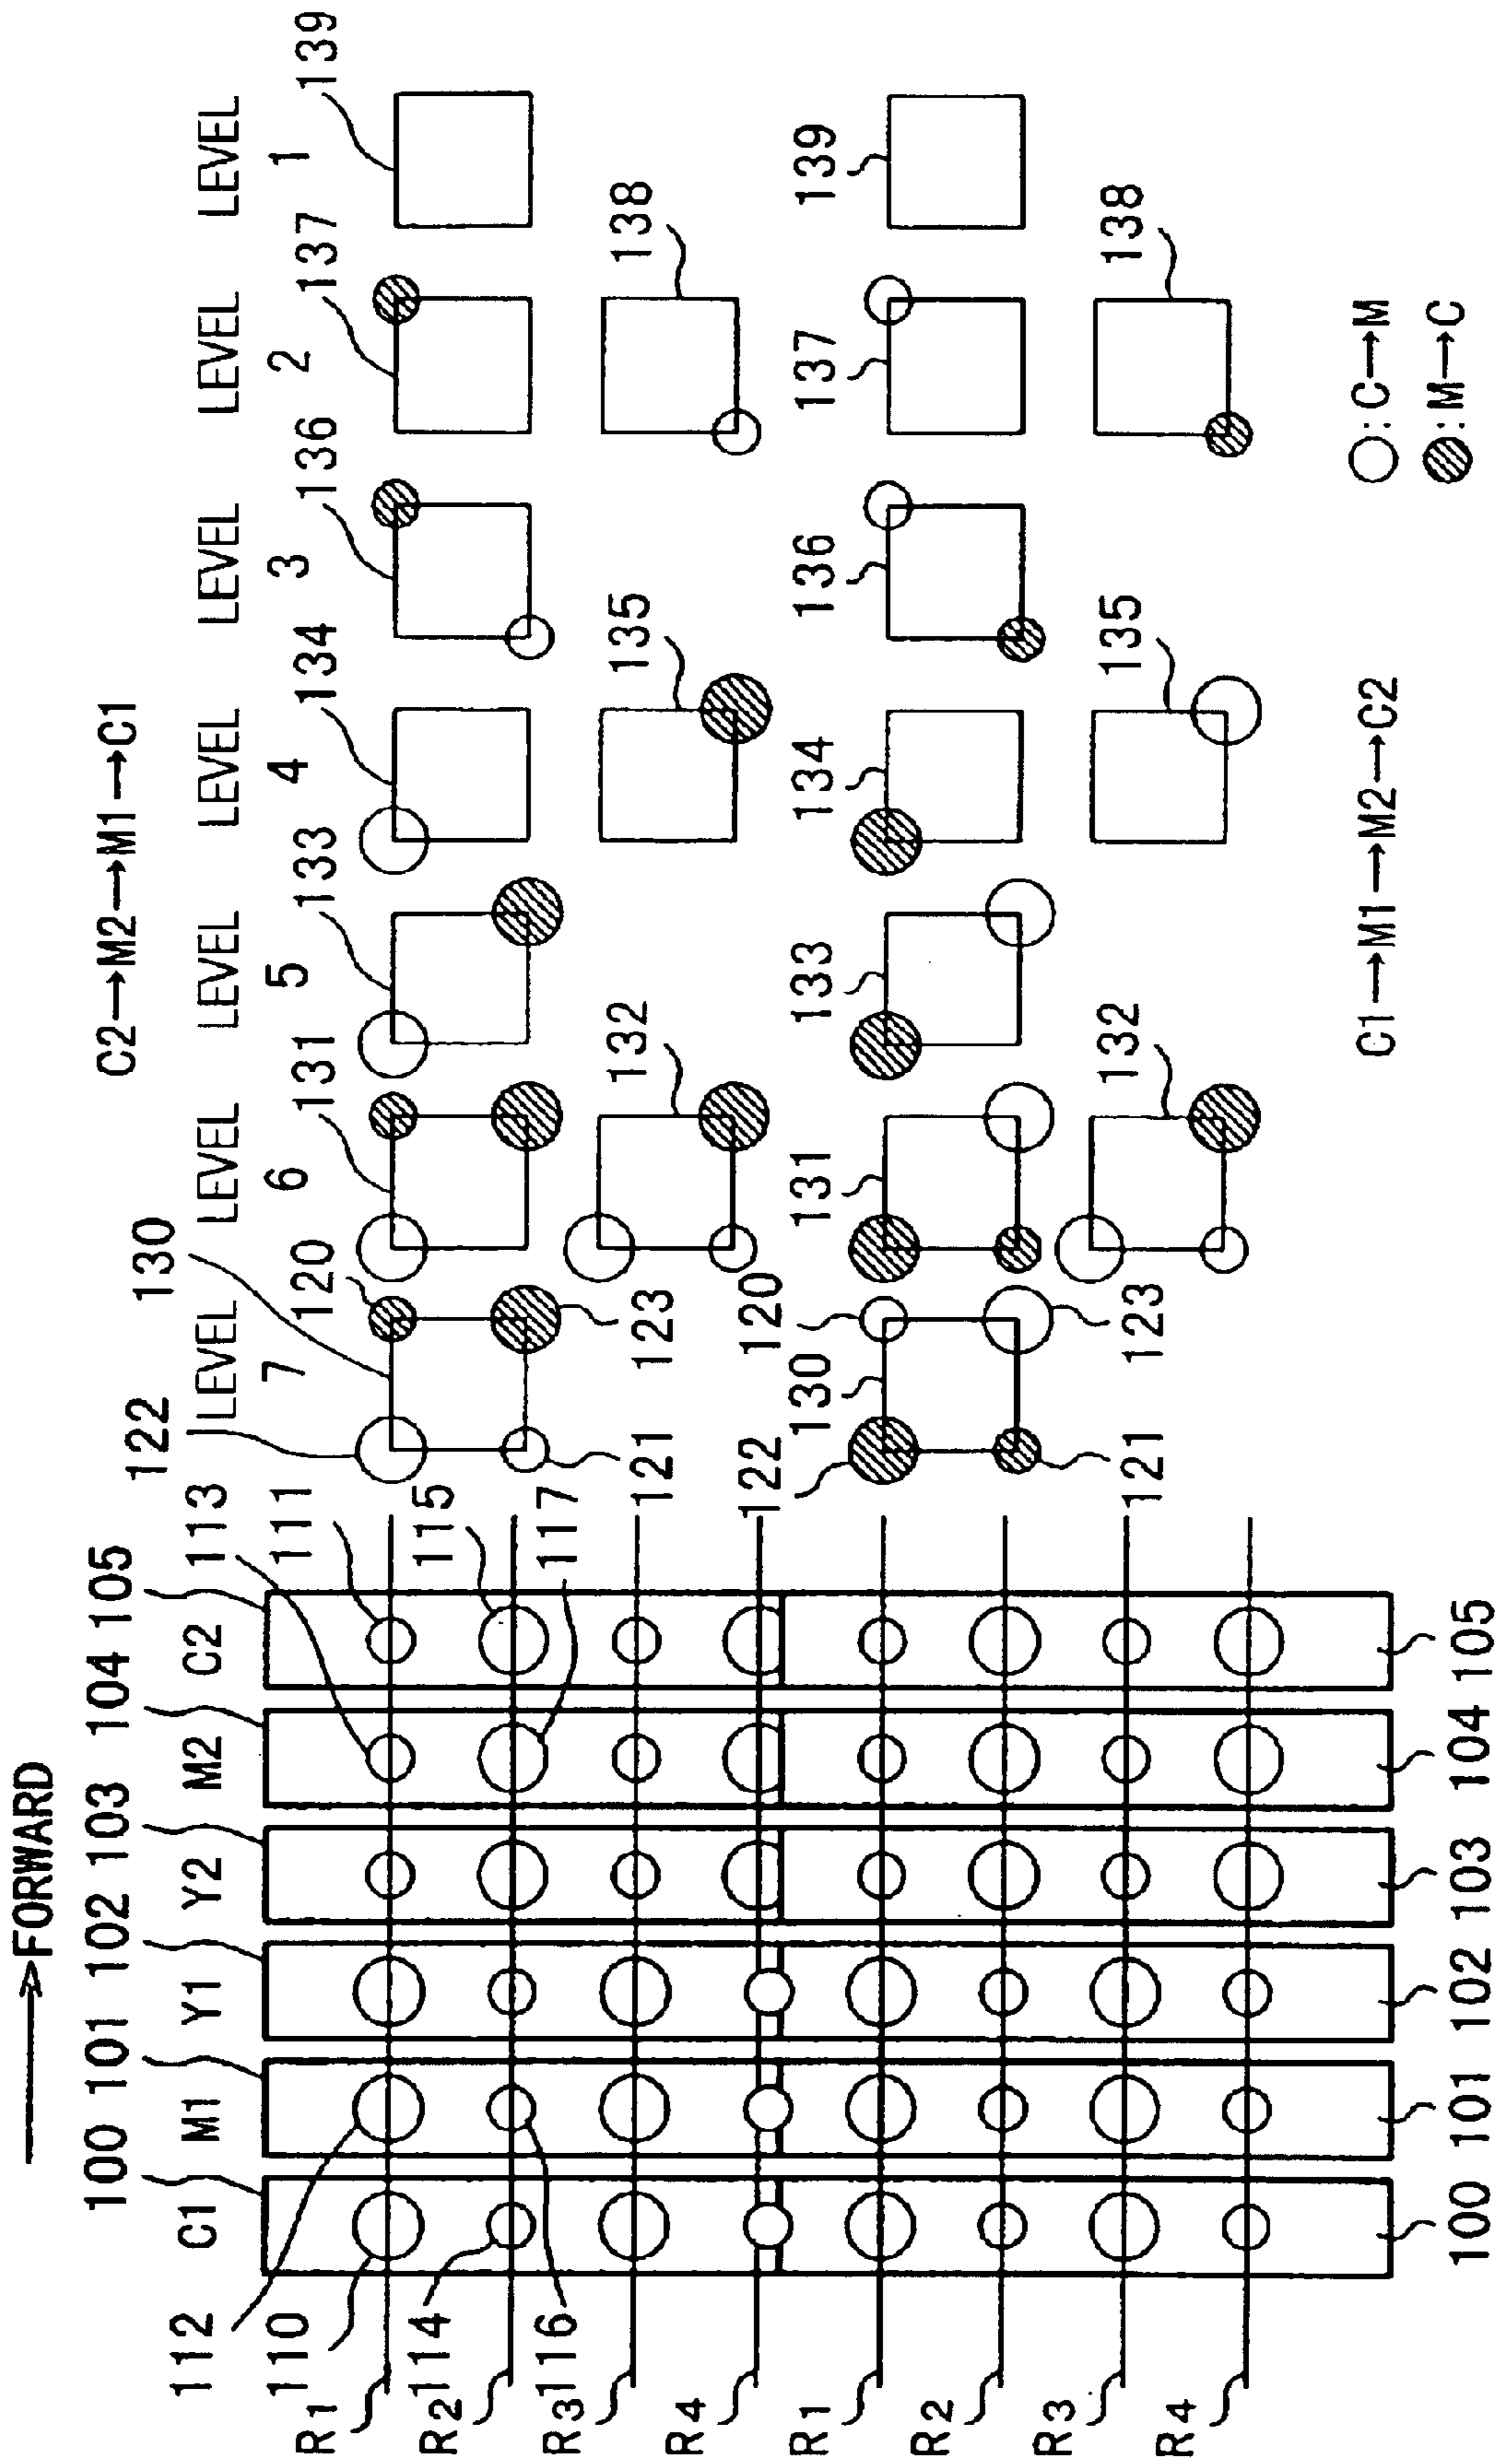 FORWARD
C2→M2→M1→C1
LEVEL 7
LEVEL 6
LEVEL 5
LEVEL 4
LEVEL 3
LEVEL 2
LEVEL 1
122
130
120
131
133
134
136
137
139
123
121
132
135
138
100
101
102
103
104
105
C1
M1
Y1
Y2
M2
C2
112
110
114
116
113
111
115
117
R1
R2
R3
R4
R1
R2
R3
R4
122
130
120
131
133
134
136
137
139
121
123
132
135
138
100
101
102
103
104
105
C1→M1→M2→C2
○:C→M
:M→C